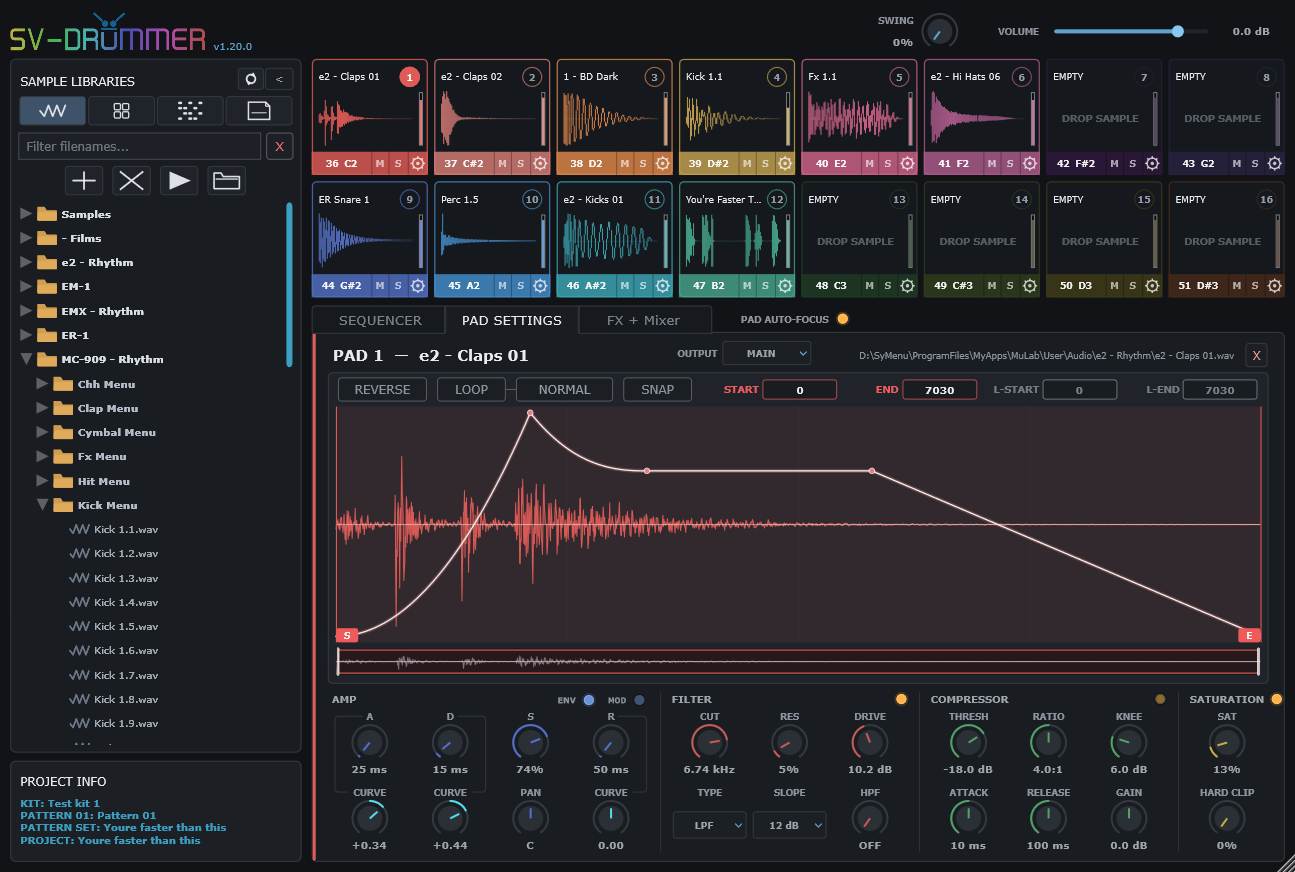 SV-DRUMMER v1.20.0
SWING
0%
VOLUME 0.0 dB
SAMPLE LIBRARIES <
Filter filenames... X
Samples
- Films
e2 - Rhythm
EM-1
EMX - Rhythm
ER-1
MC-909 - Rhythm
Chh Menu
Clap Menu
Cymbal Menu
Fx Menu
Hit Menu
Kick Menu
Kick 1.1.wav
Kick 1.2.wav
Kick 1.3.wav
Kick 1.4.wav
Kick 1.5.wav
Kick 1.6.wav
Kick 1.7.wav
Kick 1.8.wav
Kick 1.9.wav
PROJECT INFO
KIT: Test kit 1
PATTERN 01: Pattern 01
PATTERN SET: Youre faster than this
PROJECT: Youre faster than this
e2 - Claps 01 1 e2 - Claps 02 2 1 - BD Dark 3 Kick 1.1 4 Fx 1.1 5 e2 - Hi Hats 06 6 EMPTY 7 EMPTY 8
DROP SAMPLE DROP SAMPLE
36 C2 M S 37 C#2 M S 38 D2 M S 39 D#2 M S 40 E2 M S 41 F2 M S 42 F#2 M S 43 G2 M S
ER Snare 1 9 Perc 1.5 10 e2 - Kicks 01 11 You're Faster T... 12 EMPTY 13 EMPTY 14 EMPTY 15 EMPTY 16
DROP SAMPLE DROP SAMPLE DROP SAMPLE DROP SAMPLE
44 G#2 M S 45 A2 M S 46 A#2 M S 47 B2 M S 48 C3 M S 49 C#3 M S 50 D3 M S 51 D#3 M S
SEQUENCER PAD SETTINGS FX + Mixer PAD AUTO-FOCUS
PAD 1 — e2 - Claps 01 OUTPUT MAIN D:\SyMenu\ProgramFiles\MyApps\MuLab\User\Audio\e2 - Rhythm\e2 - Claps 01.wav X
REVERSE LOOP NORMAL SNAP START 0 END 7030 L-START 0 L-END 7030
S E
AMP ENV MOD FILTER COMPRESSOR SATURATION
A D S R CUT RES DRIVE THRESH RATIO KNEE SAT
25 ms 15 ms 74% 50 ms 6.74 kHz 5% 10.2 dB -18.0 dB 4.0:1 6.0 dB 13%
CURVE CURVE PAN CURVE TYPE SLOPE HPF ATTACK RELEASE GAIN HARD CLIP
LPF 12 dB
+0.34 +0.44 C 0.00 OFF 10 ms 100 ms 0.0 dB 0%